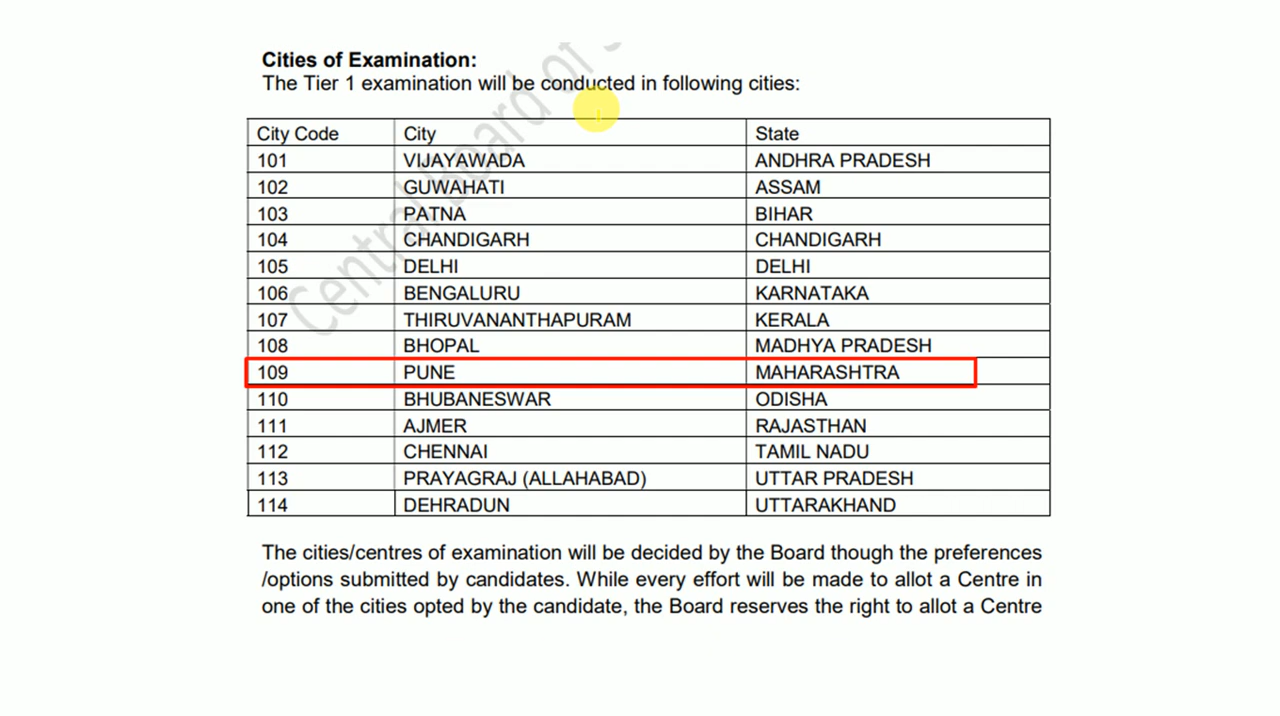 Cities of Examination:
The Tier 1 examination will be conducted in following cities:
City Code City State
101 VIJAYAWADA ANDHRA PRADESH
102 GUWAHATI ASSAM
103 PATNA BIHAR
104 CHANDIGARH CHANDIGARH
105 DELHI DELHI
106 BENGALURU KARNATAKA
107 THIRUVANANTHAPURAM KERALA
108 BHOPAL MADHYA PRADESH
109 PUNE MAHARASHTRA
110 BHUBANESWAR ODISHA
111 AJMER RAJASTHAN
112 CHENNAI TAMIL NADU
113 PRAYAGRAJ (ALLAHABAD) UTTAR PRADESH
114 DEHRADUN UTTARAKHAND
The cities/centres of examination will be decided by the Board though the preferences
/options submitted by candidates. While every effort will be made to allot a Centre in
one of the cities opted by the candidate, the Board reserves the right to allot a Centre
Central Board of